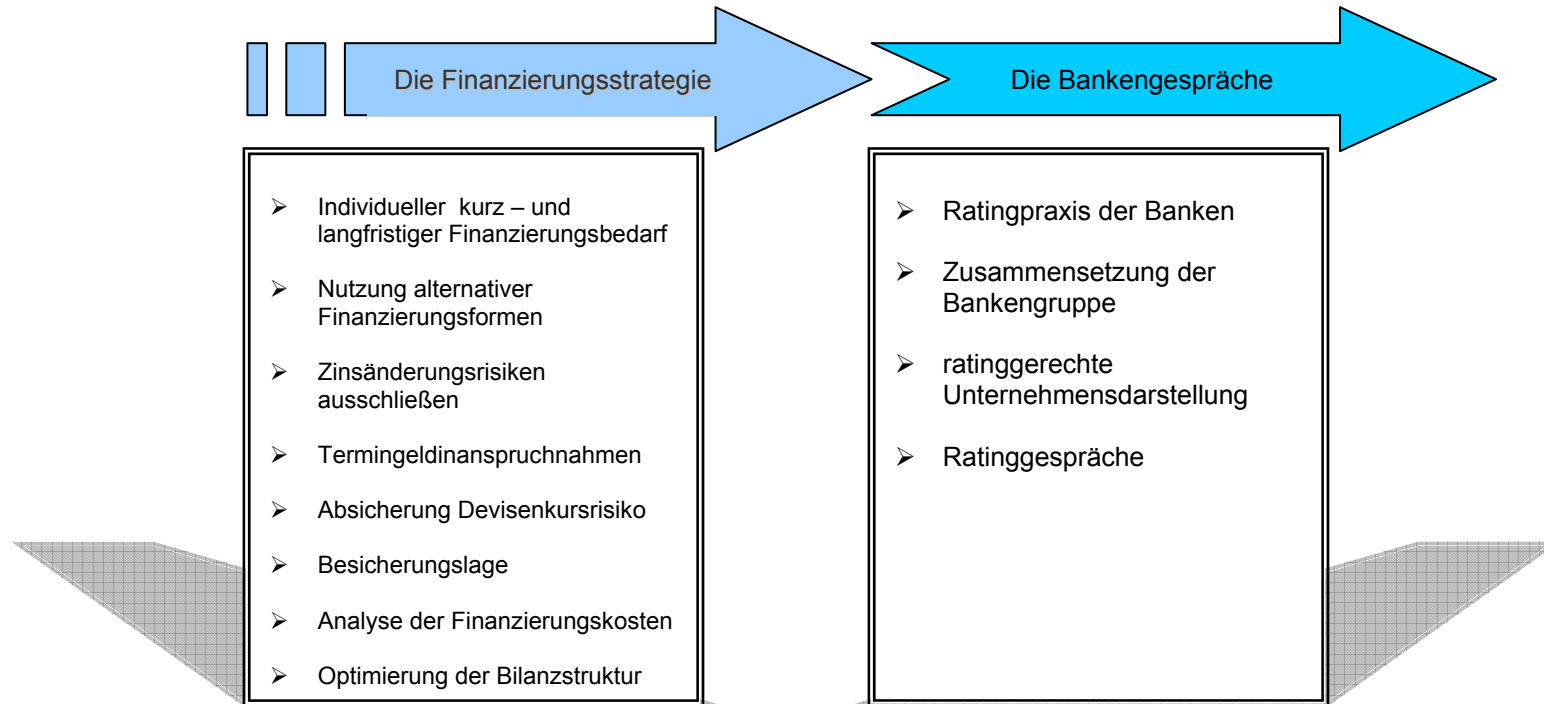 Die Finanzierungsstrategie
Die Bankengespräche
➢ Individueller kurz – und
langfristiger Finanzierungsbedarf
➢ Nutzung alternativer
Finanzierungsformen
➢ Zinsänderungsrisiken
ausschließen
➢ Termingeldinanspruchnahmen
➢ Absicherung Devisenkursrisiko
➢ Besicherungslage
➢ Analyse der Finanzierungskosten
➢ Optimierung der Bilanzstruktur
➢ Ratingpraxis der Banken
➢ Zusammensetzung der
Bankengruppe
➢ ratinggerechte
Unternehmensdarstellung
➢ Ratinggespräche